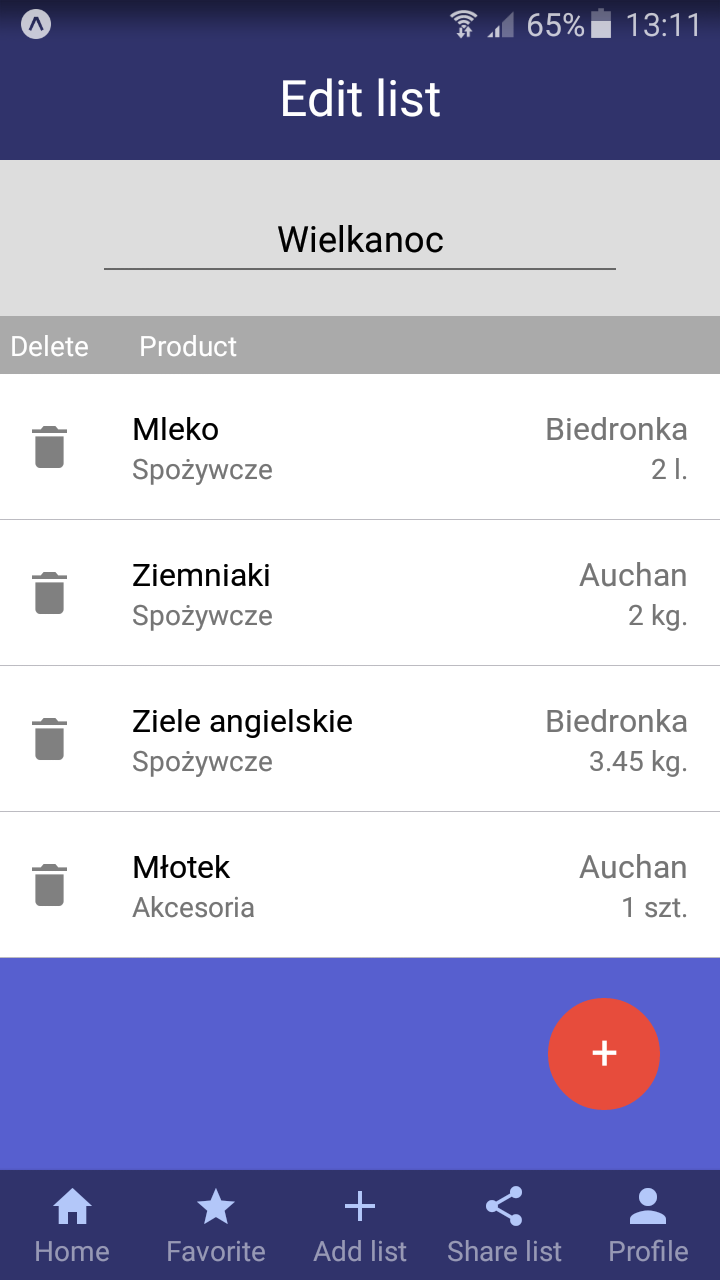 65% 13:11
Edit list
Wielkanoc
Delete Product
Mleko Biedronka
Spożywcze 2 l.
Ziemniaki Auchan
Spożywcze 2 kg.
Ziele angielskie Biedronka
Spożywcze 3.45 kg.
Młotek Auchan
Akcesoria 1 szt.
+
Home Favorite Add list Share list Profile